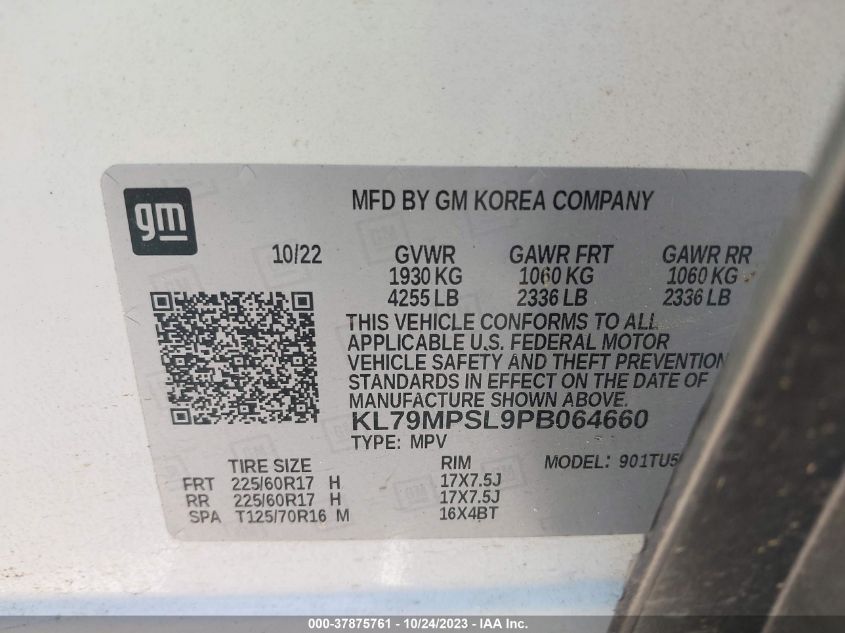 gm
MFD BY GM KOREA COMPANY
10/22 GVWR GAWR FRT GAWR RR
1930 KG 1060 KG 1060 KG
4255 LB 2336 LB 2336 LB
THIS VEHICLE CONFORMS TO ALL
APPLICABLE U.S. FEDERAL MOTOR
VEHICLE SAFETY AND THEFT PREVENTION
STANDARDS IN EFFECT ON THE DATE OF
MANUFACTURE SHOWN ABOVE.
KL79MPSL9PB064660
TYPE: MPV
TIRE SIZE RIM MODEL: 901TU5
FRT 225/60R17 H 17X7.5J
RR 225/60R17 H 17X7.5J
SPA T125/70R16 M 16X4BT
000-37875761 - 10/24/2023 - IAA Inc.